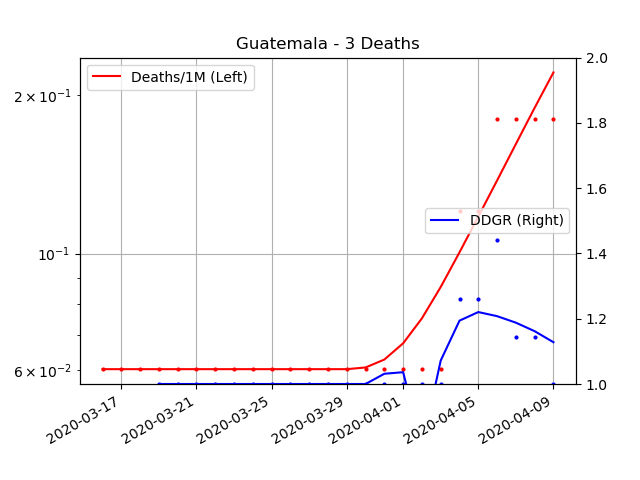 Guatemala - 3 Deaths
Deaths/1M (Left)
DDGR (Right)
2 × 10⁻¹
10⁻¹
6 × 10⁻²
2.0
1.8
1.6
1.4
1.2
1.0
2020-03-17
2020-03-21
2020-03-25
2020-03-29
2020-04-01
2020-04-05
2020-04-09